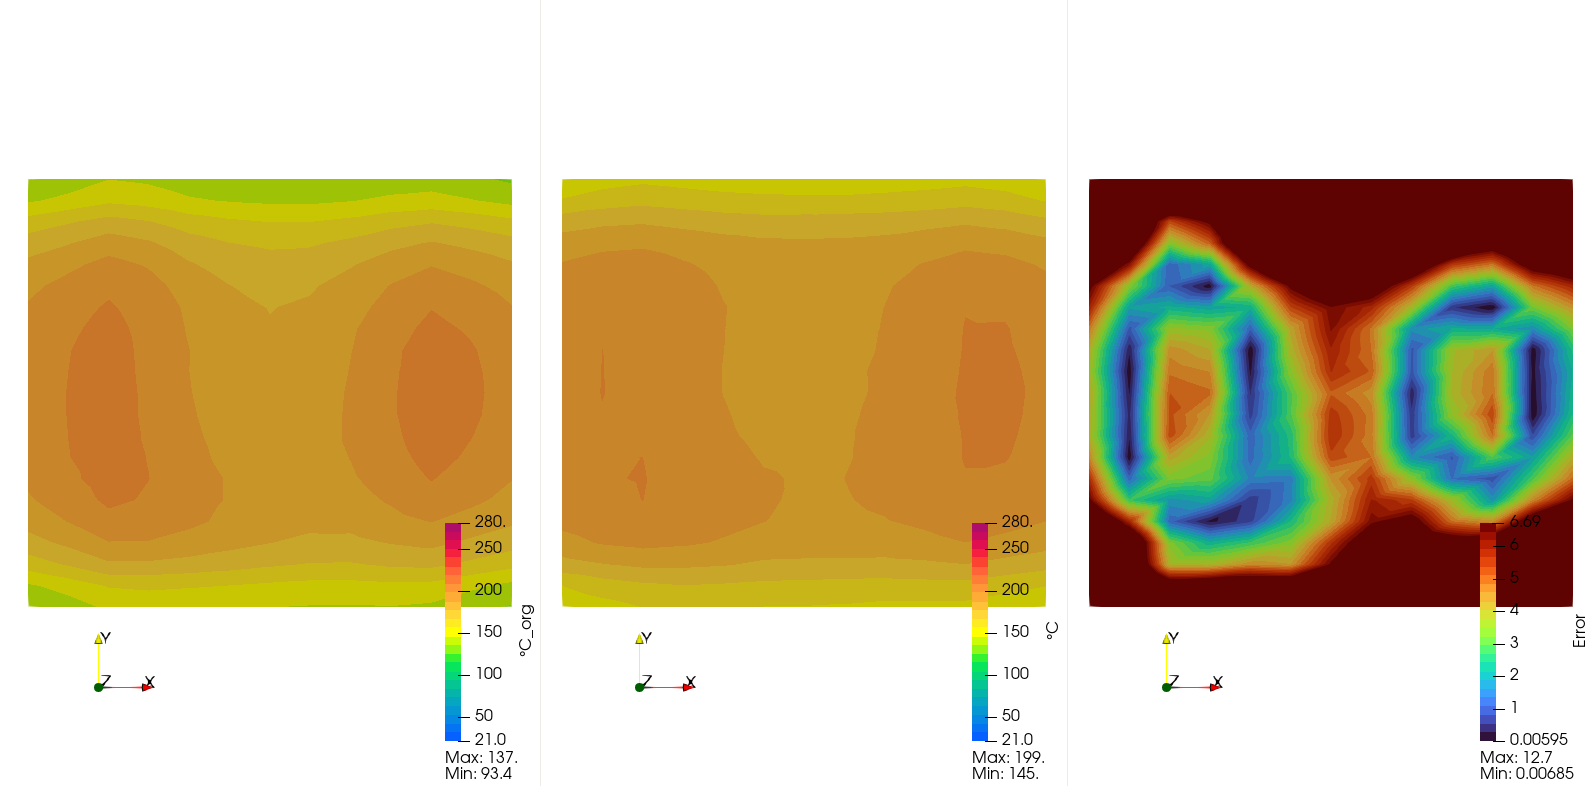 280.
250
200
150
100
50
21.0
°C_org
Max: 137.
Min: 93.4
Y
Z
X
280.
250
200
150
100
50
21.0
°C
Max: 199.
Min: 145.
Y
Z
X
6.69
6
5
4
3
2
1
0.00595
Error
Max: 12.7
Min: 0.00685
Y
Z
X